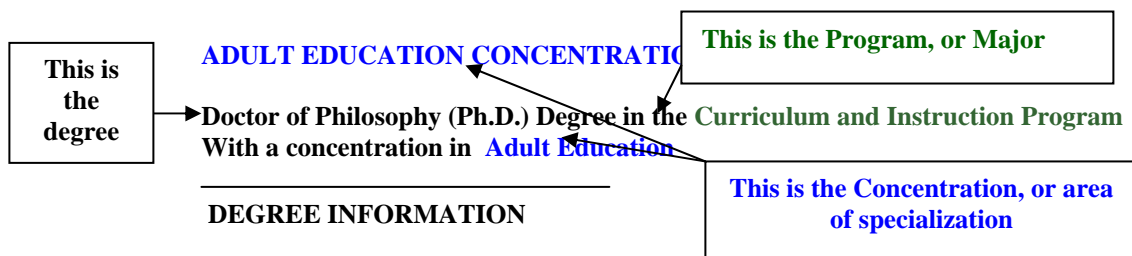 This is
the
degree
ADULT EDUCATION CONCENTRATIO
This is the Program, or Major
Doctor of Philosophy (Ph.D.) Degree in the Curriculum and Instruction Program
With a concentration in Adult Education
This is the Concentration, or area
of specialization
DEGREE INFORMATION